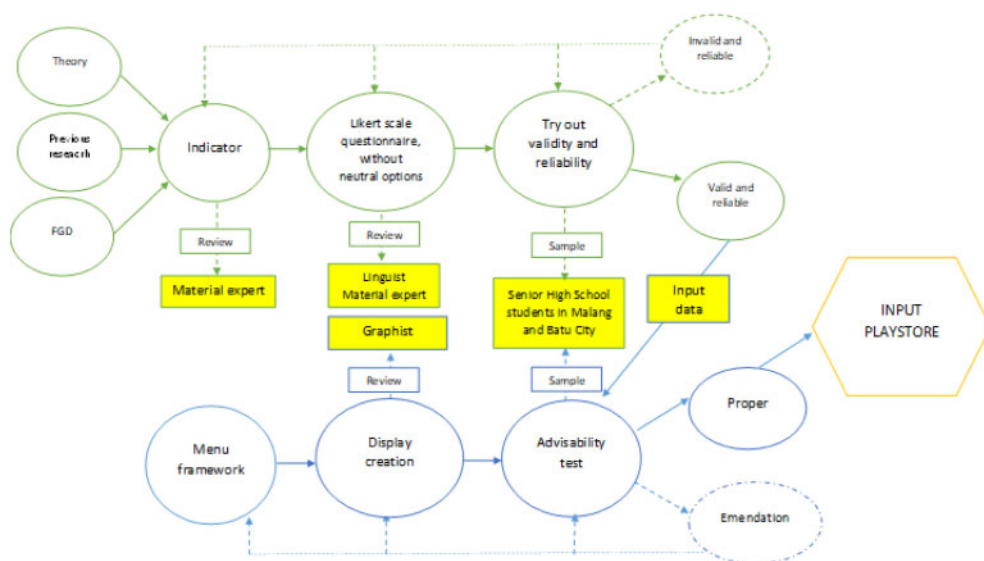 Theory
Previous
reseacrh
FGD
Indicator
Likert scale
questionnaire,
without
neutral options
Try out
validity and
reliability
Invalid and
reliable
Valid and
reliable
Review
Review
Sample
Material expert
Linguist
Material expert
Graphist
Senior High School
students in Malang
and Batu City
Input
data
INPUT
PLAYSTORE
Review
Sample
Proper
Menu
framework
Display
creation
Advisability
test
Emendation